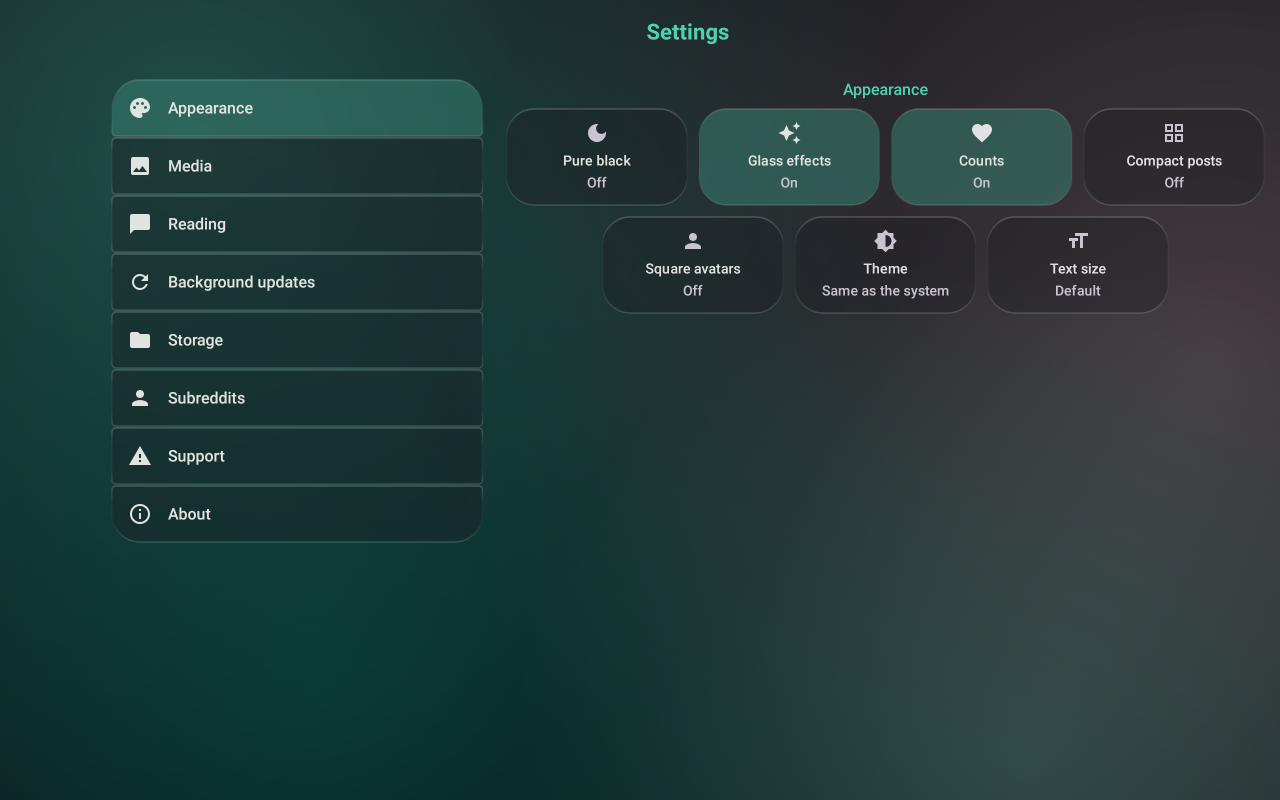 Settings
Appearance
Media
Reading
Background updates
Storage
Subreddits
Support
About
Appearance
Pure black
Off
Glass effects
On
Counts
On
Compact posts
Off
Square avatars
Off
Theme
Same as the system
Text size
Default